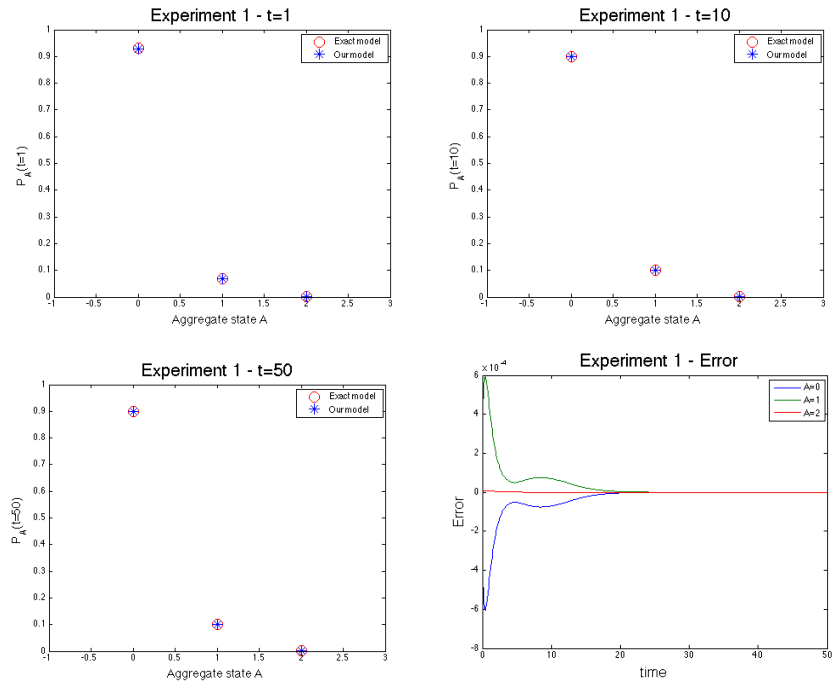 Experiment 1 - t=1
Exact model
Our model
1
0.9
0.8
0.7
0.6
0.5
0.4
0.3
0.2
0.1
0
P_A(t=1)
-1 -0.5 0 0.5 1 1.5 2 2.5 3
Aggregate state A
Experiment 1 - t=10
Exact model
Our model
1
0.9
0.8
0.7
0.6
0.5
0.4
0.3
0.2
0.1
0
P_A(t=10)
-1 -0.5 0 0.5 1 1.5 2 2.5 3
Aggregate state A
Experiment 1 - t=50
Exact model
Our model
1
0.9
0.8
0.7
0.6
0.5
0.4
0.3
0.2
0.1
0
P_A(t=50)
-1 -0.5 0 0.5 1 1.5 2 2.5 3
Aggregate state A
Experiment 1 - Error
x 10^-4
A=0
A=1
A=2
6
4
2
0
-2
-4
-6
-8
Error
0 10 20 30 40 50
time